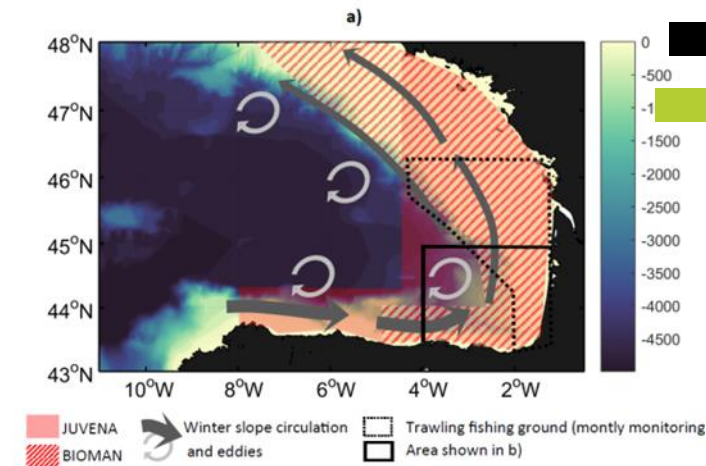 a)
48°N
47°N
46°N
45°N
44°N
43°N
10°W
8°W
6°W
4°W
2°W
0
-500
-10
-1500
-2000
-2500
-3000
-3500
-4000
-4500
JUVENA
BIOMAN
Winter slope circulation
and eddies
Trawling fishing ground (montly monitoring
Area shown in b)